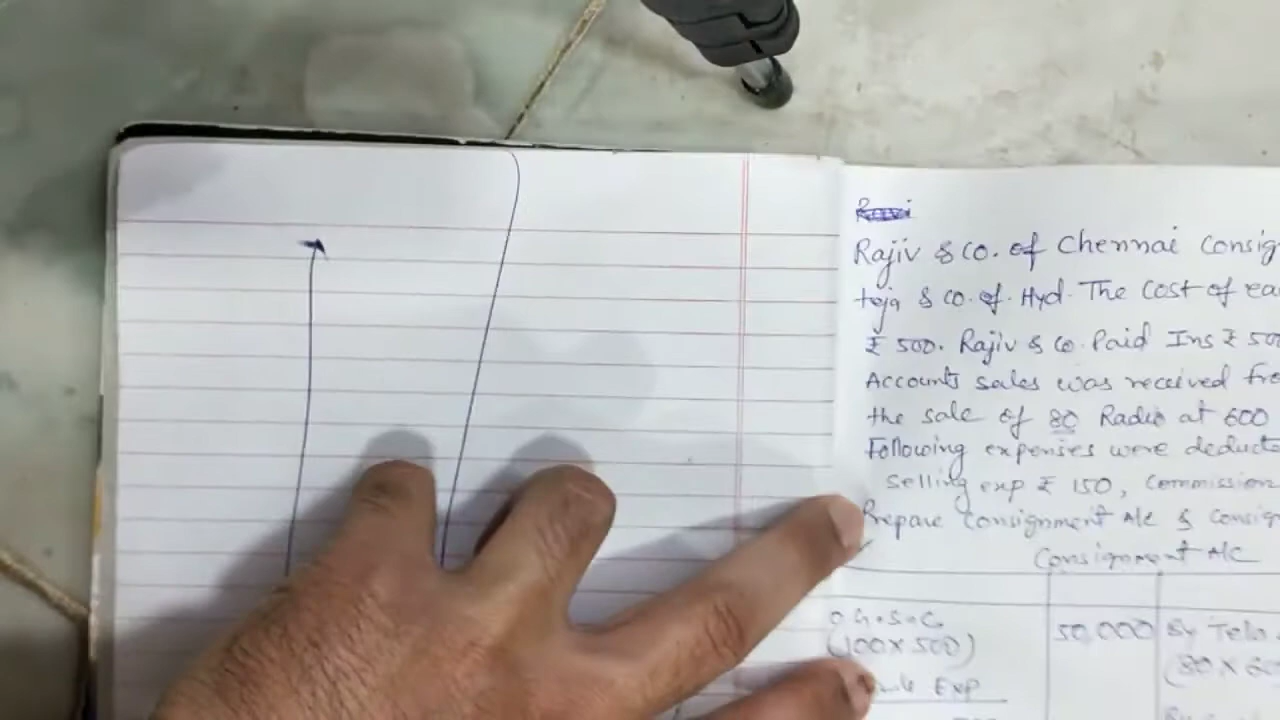 Rajiv & Co. of Chennai Consig
teja & Co. of. Hyd. The Cost of ea
₹ 500. Rajiv & Co. Paid Ins ₹ 500
Accounts sales was received fro
the sale of 80 Radio at 600
Following expenses were deduct
Selling exp ₹ 150, Commission
Prepare Consignment A/c & Consig
Consignment A/C
G.S.C. 50,000 By Teja
(100 X 500) (80 X 60
Exp